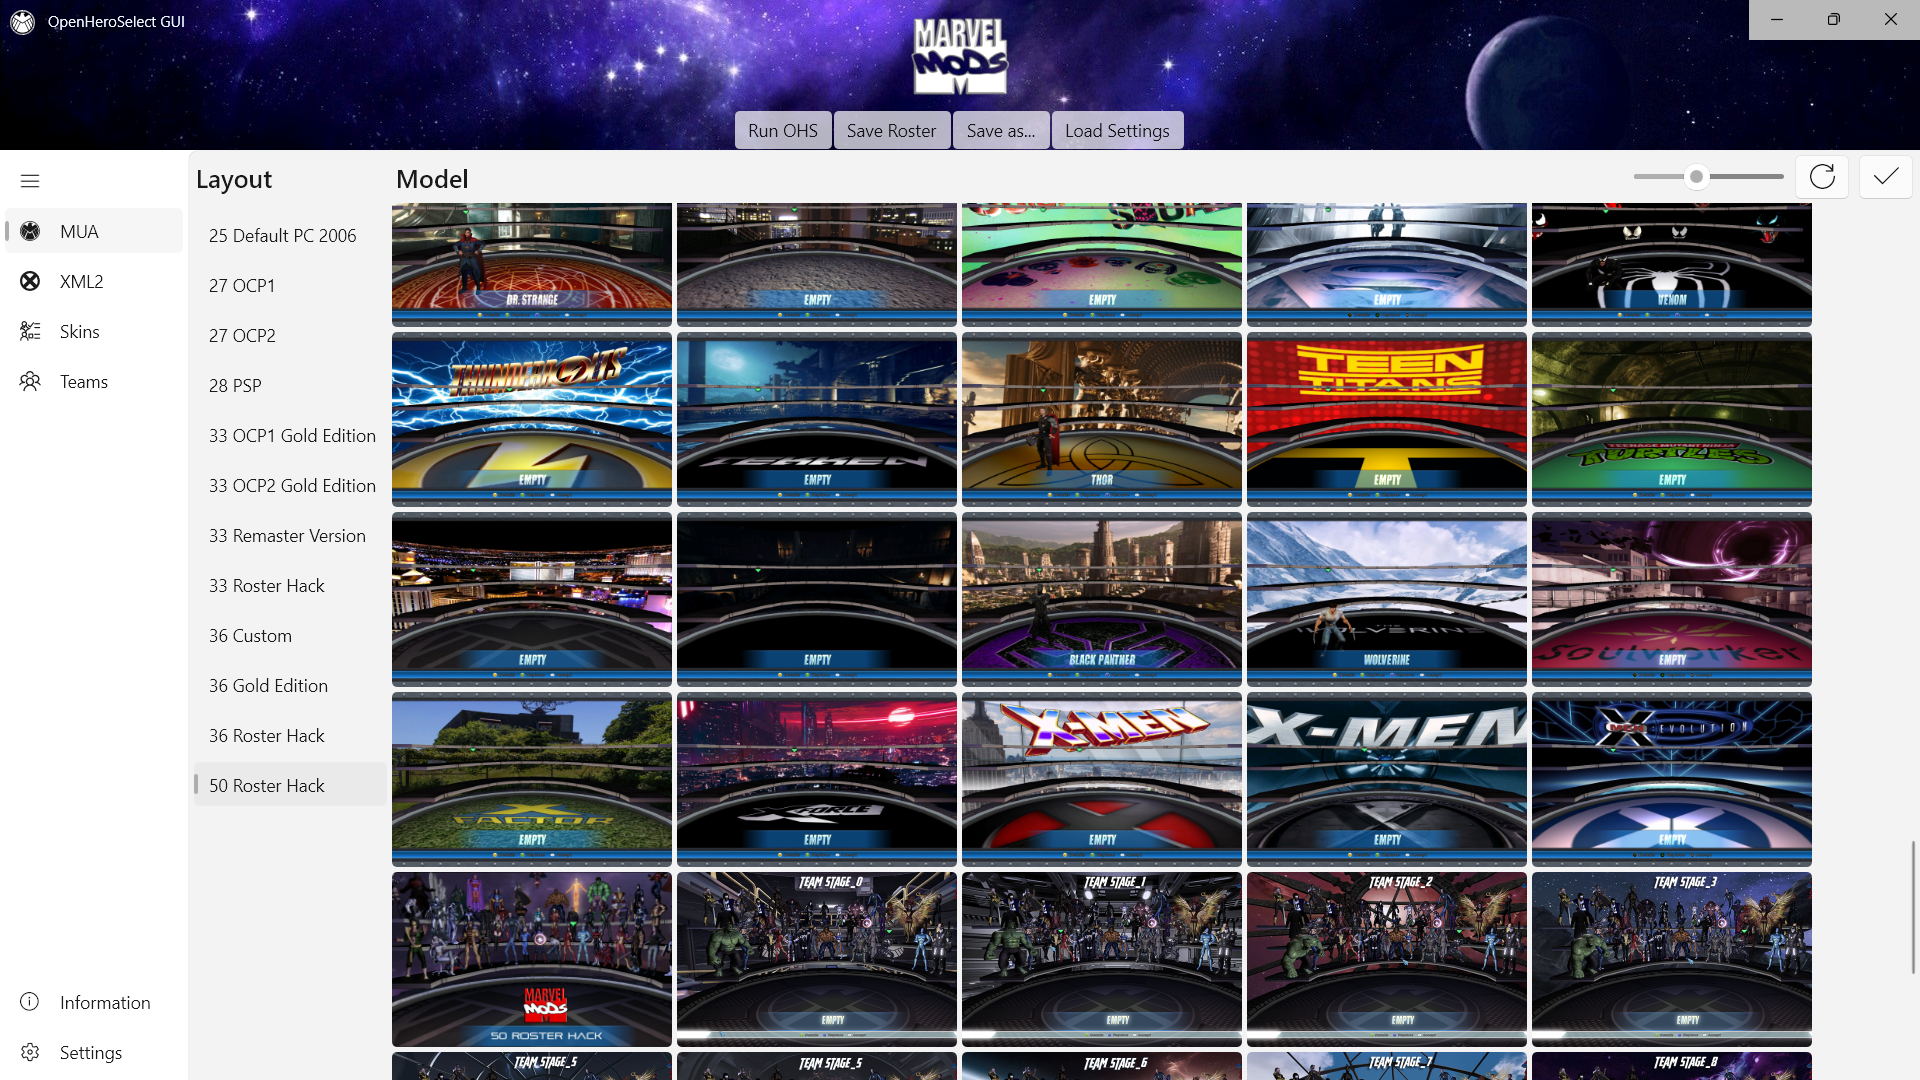 OpenHeroSelect GUI
MARVEL
MODS
M
Run OHS
Save Roster
Save as...
Load Settings
MUA
XML2
Skins
Teams
Information
Settings
Layout
25 Default PC 2006
27 OCP1
27 OCP2
28 PSP
33 OCP1 Gold Edition
33 OCP2 Gold Edition
33 Remaster Version
33 Roster Hack
36 Custom
36 Gold Edition
36 Roster Hack
50 Roster Hack
Model
DR. STRANGE
EMPTY
EMPTY
EMPTY
VENOM
THUNDERBOLTS
EMPTY
TEKKEN
EMPTY
THOR
TEEN
TITANS
EMPTY
TEENAGE MUTANT NINJA
TURTLES
EMPTY
EMPTY
EMPTY
BLACK PANTHER
THE
WOLVERINE
WOLVERINE
Soulworker
EMPTY
X
FACTOR
EMPTY
X-FORCE
EMPTY
X-MEN
EMPTY
X-MEN
EMPTY
X-MEN: EVOLUTION
EMPTY
MARVEL
MODS
50 ROSTER HACK
TEAM STAGE_0
EMPTY
TEAM STAGE_1
EMPTY
TEAM STAGE_2
EMPTY
TEAM STAGE_3
EMPTY
TEAM STAGE_5
TEAM STAGE_5
TEAM STAGE_6
TEAM STAGE_7
TEAM STAGE_8